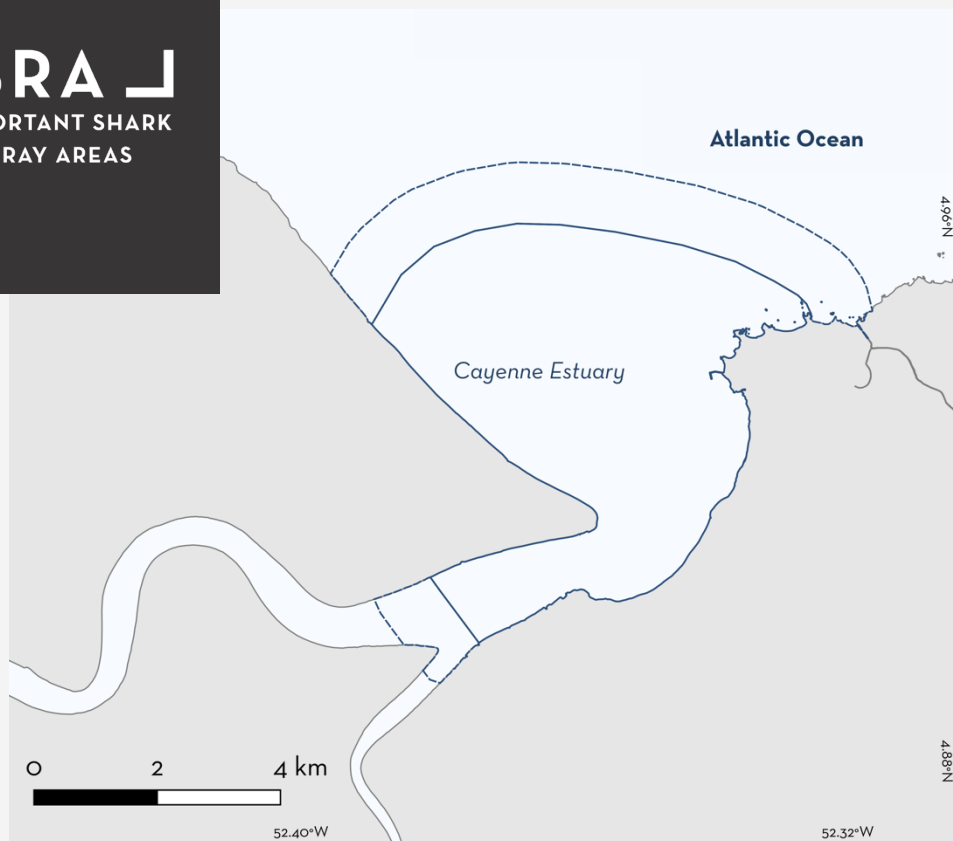 RA
ORTANT SHARK
RAY AREAS
Atlantic Ocean
4.96°N
Cayenne Estuary
4.88°N
0 2 4 km
52.40°W 52.32°W